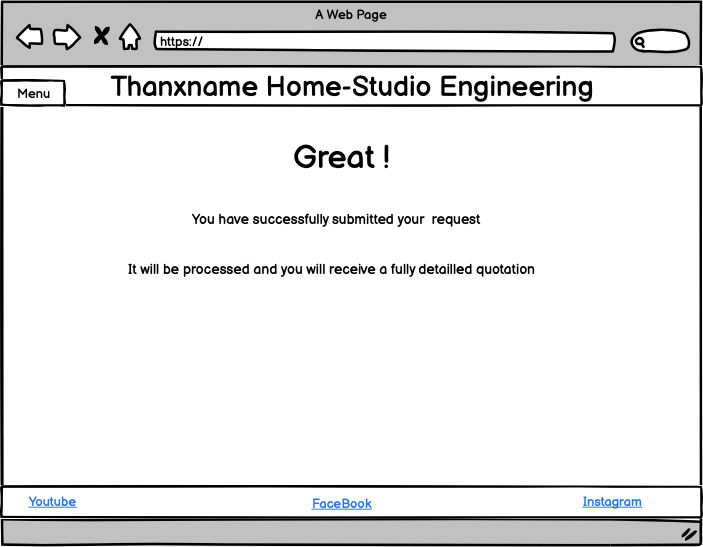 A Web Page
https://
Menu
Thanxname Home-Studio Engineering
Great !
You have successfully submitted your  request
It will be processed and you will receive a fully detailled quotation
Youtube
FaceBook
Instagram